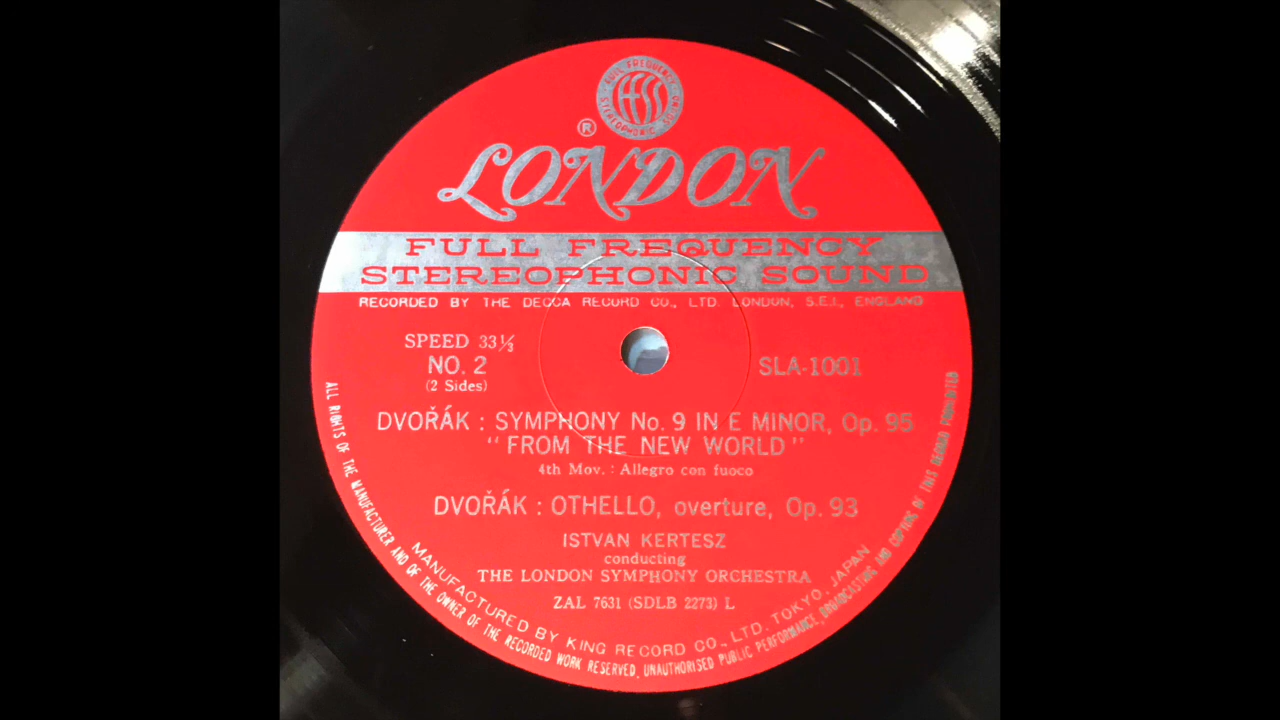 FULL FREQUENCY STEREOPHONIC SOUND
ffss
®
LONDON
FULL FREQUENCY
STEREOPHONIC SOUND
RECORDED BY THE DECCA RECORD CO., LTD. LONDON, S.E.I., ENGLAND
SPEED 33⅓
NO. 2
(2 Sides)
SLA-1001
DVOŘÁK : SYMPHONY No. 9 IN E MINOR, Op. 95
"FROM THE NEW WORLD"
4th Mov. : Allegro con fuoco
DVOŘÁK : OTHELLO, overture, Op. 93
ISTVAN KERTESZ
conducting
THE LONDON SYMPHONY ORCHESTRA
ZAL 7631 (SDLB 2273) L
MANUFACTURED BY KING RECORD CO., LTD. TOKYO, JAPAN
ALL RIGHTS OF THE MANUFACTURER AND OF THE OWNER OF THE RECORDED WORK RESERVED, UNAUTHORISED PUBLIC PERFORMANCE, BROADCASTING AND COPYING OF THIS RECORD PROHIBITED